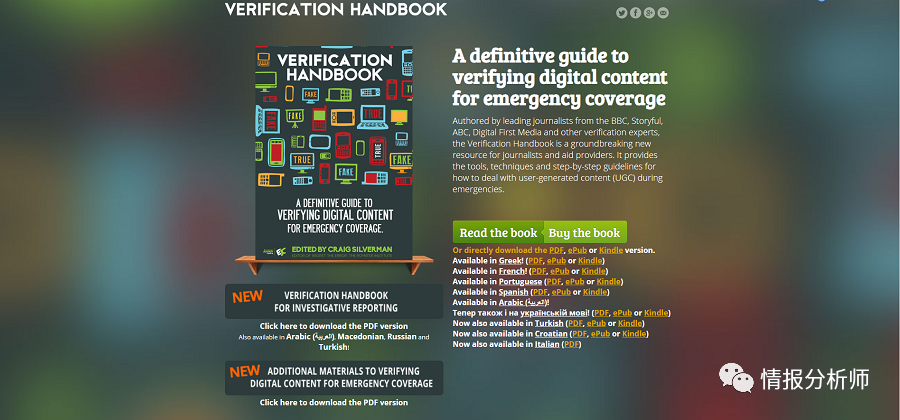 VERIFICATION HANDBOOK
VERIFICATION
HANDBOOK
FAKE
FAKE
TRUE
TRUE
TRUE
FAKE
FAKE
A DEFINITIVE GUIDE TO
VERIFYING DIGITAL CONTENT
FOR EMERGENCY COVERAGE.
EDITED BY CRAIG SILVERMAN
NEW
VERIFICATION HANDBOOK
FOR INVESTIGATIVE REPORTING
Click here to download the PDF version
Also available in Arabic (العربية), Macedonian, Russian and
Turkish!
NEW
ADDITIONAL MATERIALS TO VERIFYING
DIGITAL CONTENT FOR EMERGENCY COVERAGE
Click here to download the PDF version
A definitive guide to
verifying digital content
for emergency coverage
Authored by leading journalists from the BBC, Storyful,
ABC, Digital First Media and other verification experts,
the Verification Handbook is a groundbreaking new
resource for journalists and aid providers. It provides
the tools, techniques and step-by-step guidelines for
how to deal with user-generated content (UGC) during
emergencies.
Read the book Buy the book
Or directly download the PDF, ePub or Kindle version.
Available in Greek! (PDF, ePub or Kindle)
Available in French! (PDF, ePub or Kindle)
Available in Portuguese (PDF, ePub or Kindle)
Available in Spanish (PDF, ePub or Kindle)
Available in Arabic (العربية)!
Тепер також і на українській мові! (PDF, ePub or Kindle)
Now also available in Turkish (PDF, ePub or Kindle)
Now also available in Croatian (PDF, ePub or Kindle)
Now also available in Italian (PDF)
情报分析师